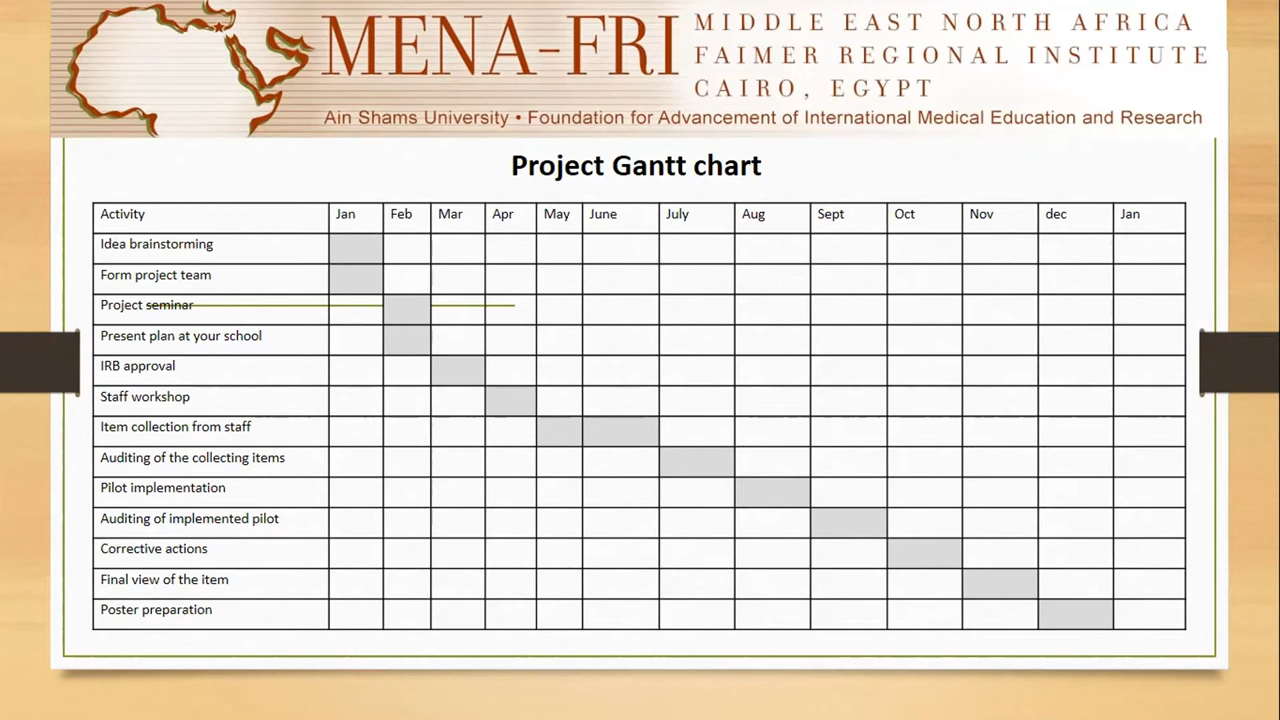 MENA-FRI
MIDDLE EAST NORTH AFRICA
FAIMER REGIONAL INSTITUTE
CAIRO, EGYPT
Ain Shams University • Foundation for Advancement of International Medical Education and Research
Project Gantt chart
Activity Jan Feb Mar Apr May June July Aug Sept Oct Nov dec Jan
Idea brainstorming
Form project team
Project seminar
Present plan at your school
IRB approval
Staff workshop
Item collection from staff
Auditing of the collecting items
Pilot implementation
Auditing of implemented pilot
Corrective actions
Final view of the item
Poster preparation